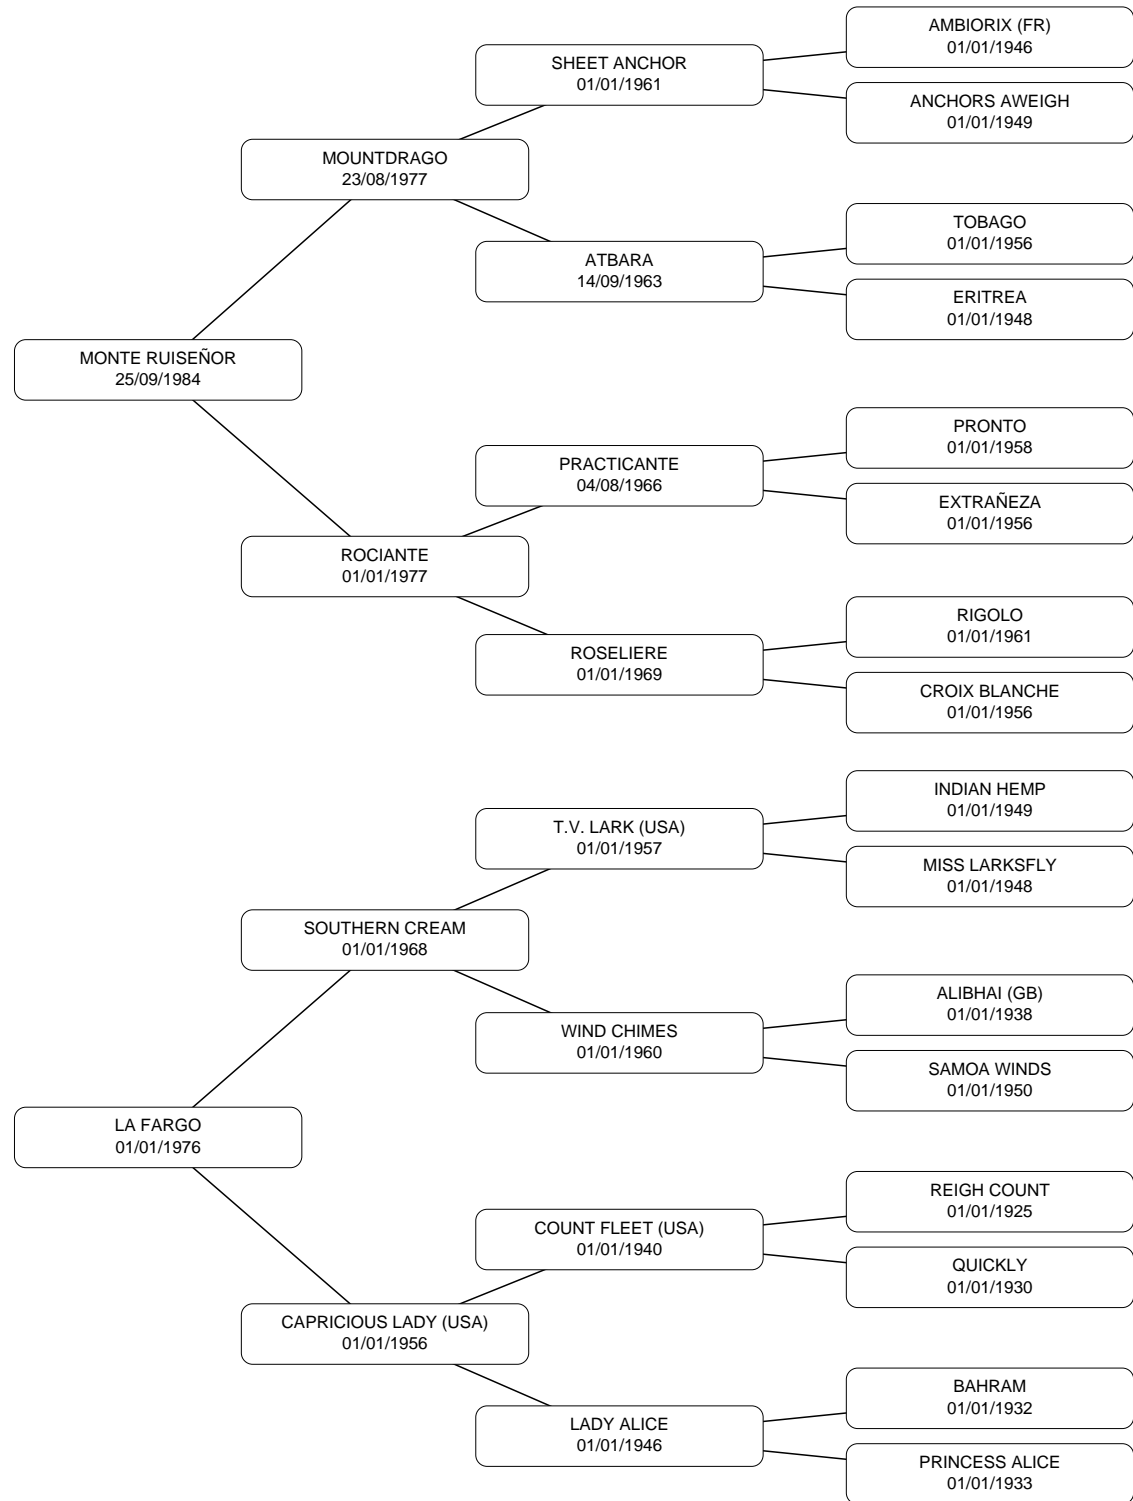 AMBIORIX (FR)
01/01/1946
SHEET ANCHOR
01/01/1961
ANCHORS AWEIGH
01/01/1949
MOUNTDRAGO
23/08/1977
TOBAGO
01/01/1956
ATBARA
14/09/1963
ERITREA
01/01/1948
MONTE RUISEÑOR
25/09/1984
PRONTO
01/01/1958
PRACTICANTE
04/08/1966
EXTRAÑEZA
01/01/1956
ROCIANTE
01/01/1977
RIGOLO
01/01/1961
ROSELIERE
01/01/1969
CROIX BLANCHE
01/01/1956
INDIAN HEMP
01/01/1949
T.V. LARK (USA)
01/01/1957
MISS LARKSFLY
01/01/1948
SOUTHERN CREAM
01/01/1968
ALIBHAI (GB)
01/01/1938
WIND CHIMES
01/01/1960
SAMOA WINDS
01/01/1950
LA FARGO
01/01/1976
REIGH COUNT
01/01/1925
COUNT FLEET (USA)
01/01/1940
QUICKLY
01/01/1930
CAPRICIOUS LADY (USA)
01/01/1956
BAHRAM
01/01/1932
LADY ALICE
01/01/1946
PRINCESS ALICE
01/01/1933